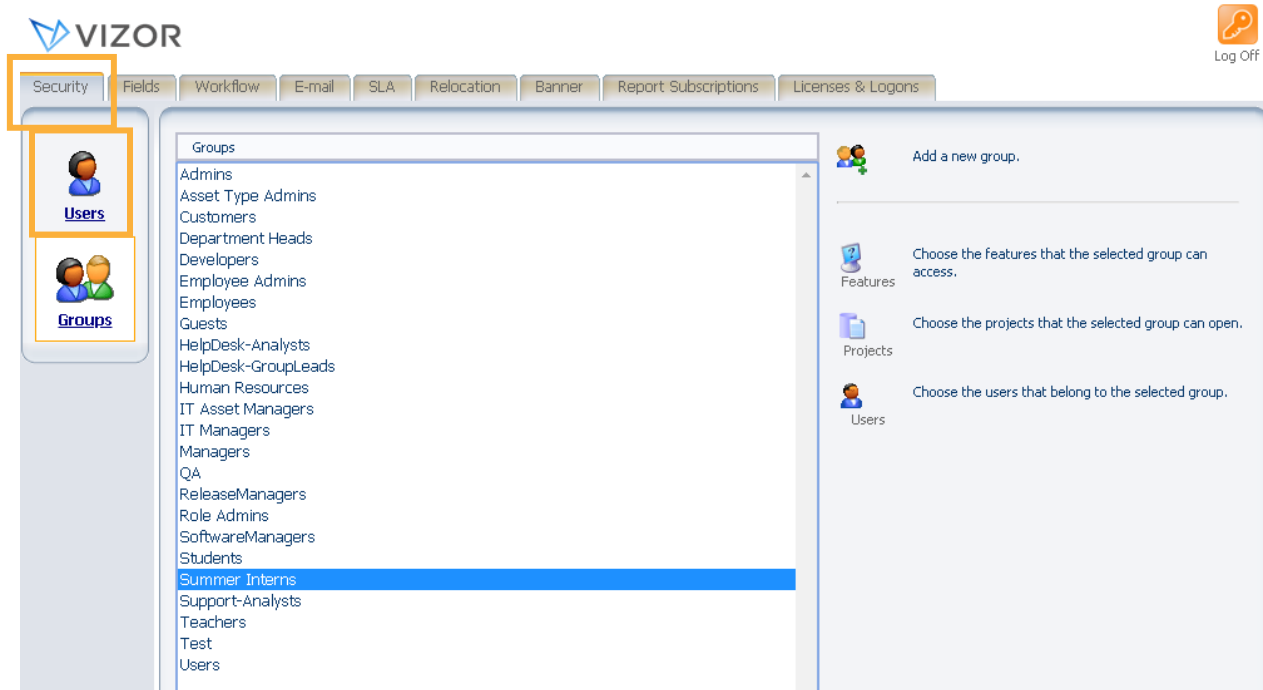 VIZOR
Log Off
Security Fields Workflow E-mail SLA Relocation Banner Report Subscriptions Licenses & Logons
Users
Groups
Groups
Admins
Asset Type Admins
Customers
Department Heads
Developers
Employee Admins
Employees
Guests
HelpDesk-Analysts
HelpDesk-GroupLeads
Human Resources
IT Asset Managers
IT Managers
Managers
QA
ReleaseManagers
Role Admins
SoftwareManagers
Students
Summer Interns
Support-Analysts
Teachers
Test
Users
Add a new group.
Features
Choose the features that the selected group can
access.
Projects
Choose the projects that the selected group can open.
Users
Choose the users that belong to the selected group.